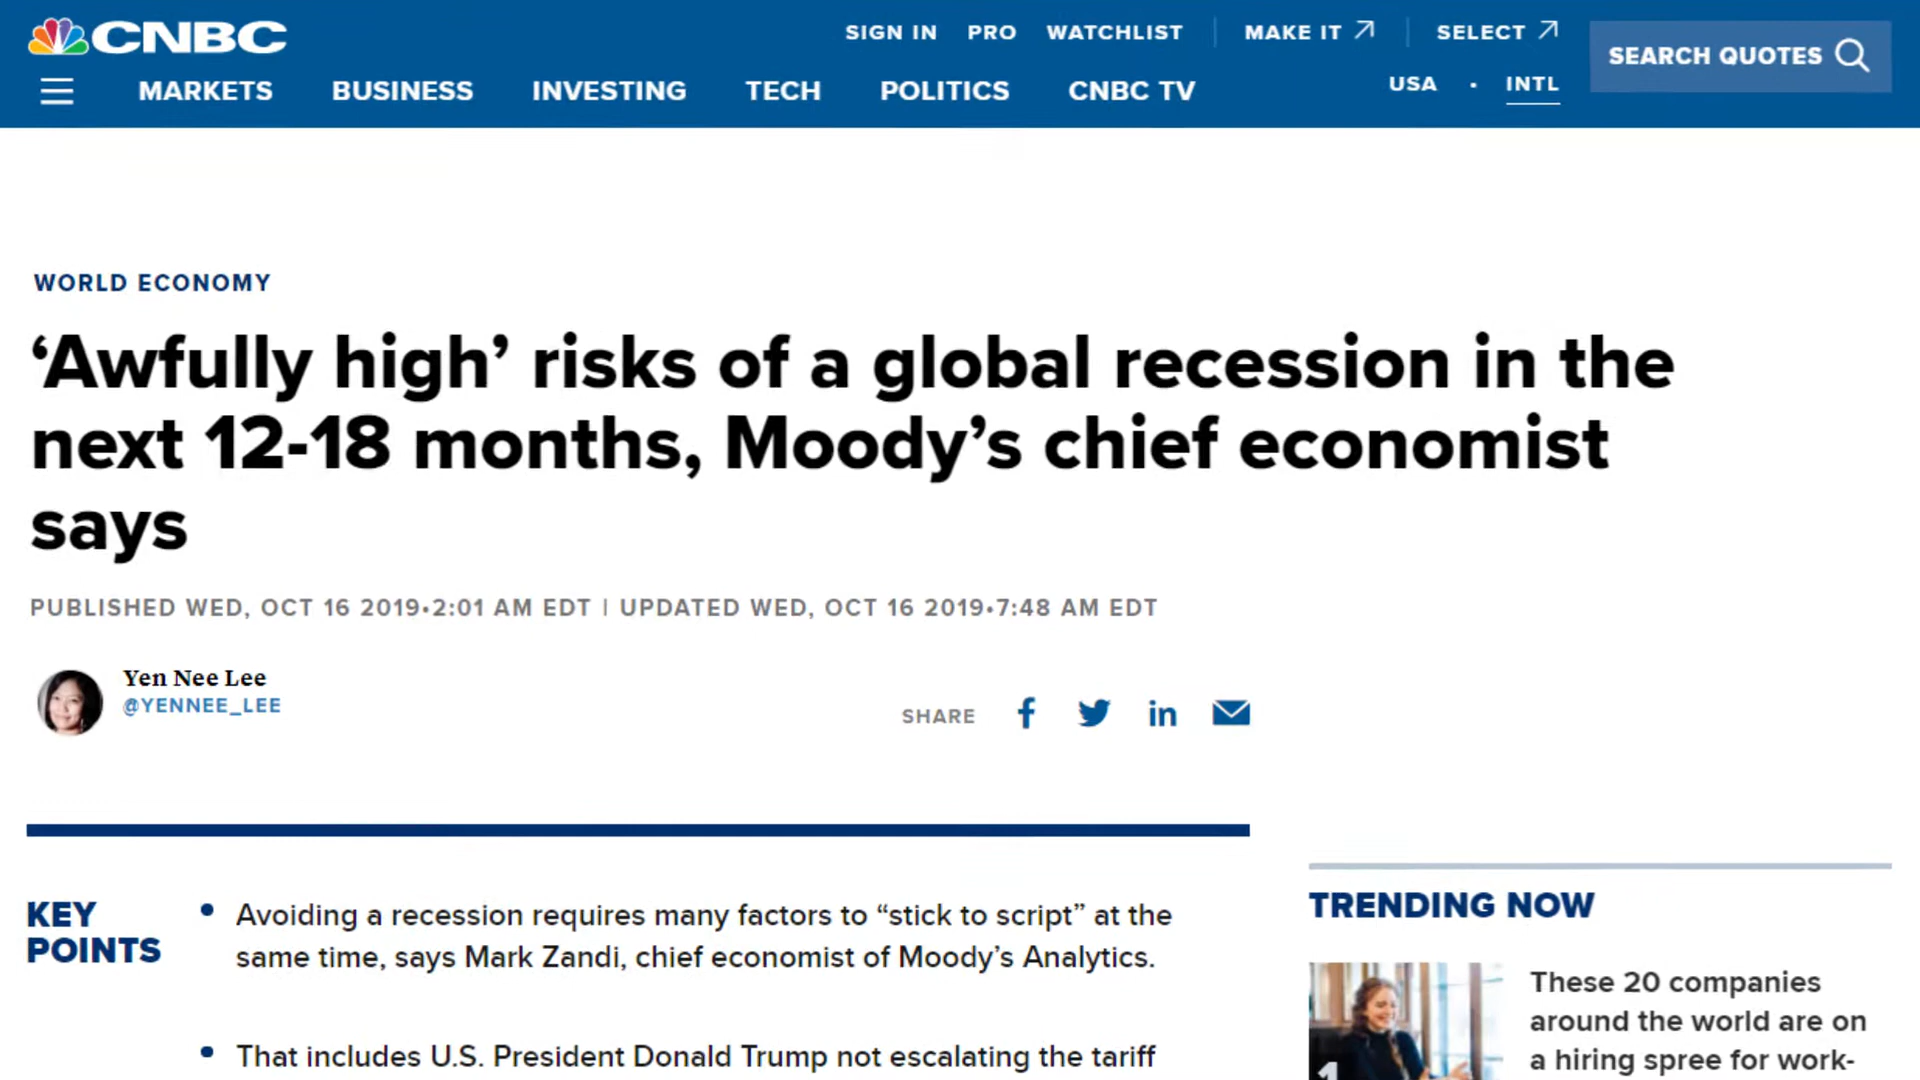 CNBC
SIGN IN PRO WATCHLIST MAKE IT SELECT
SEARCH QUOTES
USA · INTL
MARKETS BUSINESS INVESTING TECH POLITICS CNBC TV
WORLD ECONOMY
‘Awfully high’ risks of a global recession in the
next 12-18 months, Moody’s chief economist
says
PUBLISHED WED, OCT 16 2019•2:01 AM EDT | UPDATED WED, OCT 16 2019•7:48 AM EDT
Yen Nee Lee
@YENNEE_LEE
SHARE f in
KEY
POINTS
• Avoiding a recession requires many factors to “stick to script” at the
same time, says Mark Zandi, chief economist of Moody’s Analytics.
• That includes U.S. President Donald Trump not escalating the tariff
TRENDING NOW
1
These 20 companies
around the world are on
a hiring spree for work-